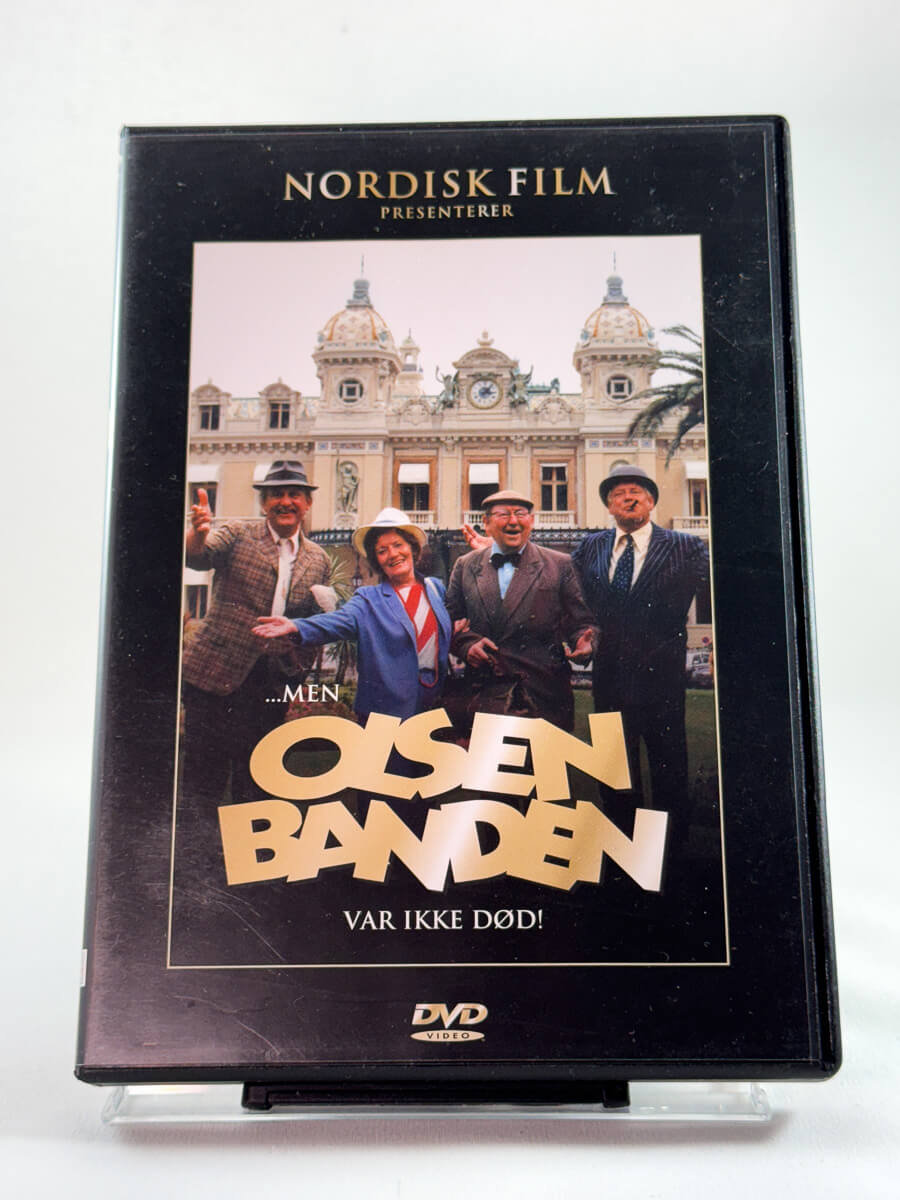 NORDISK FILM
PRESENTERER
...MEN
OLSEN
BANDEN
VAR IKKE DØD!
DVD
VIDEO